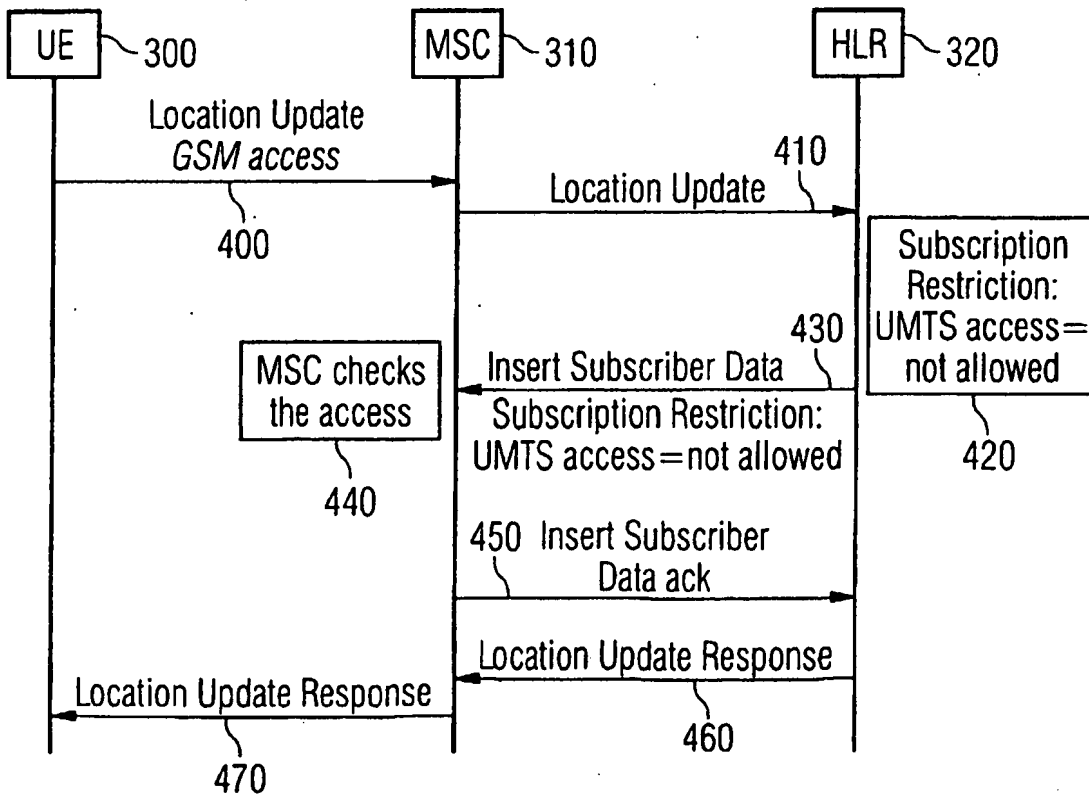 UE
300
MSC
310
HLR
320
Location Update
GSM access
400
410
Location Update
Subscription
Restriction:
UMTS access=
not allowed
420
430
Insert Subscriber Data
Subscription Restriction:
UMTS access=not allowed
MSC checks
the access
440
450
Insert Subscriber
Data ack
Location Update Response
460
Location Update Response
470